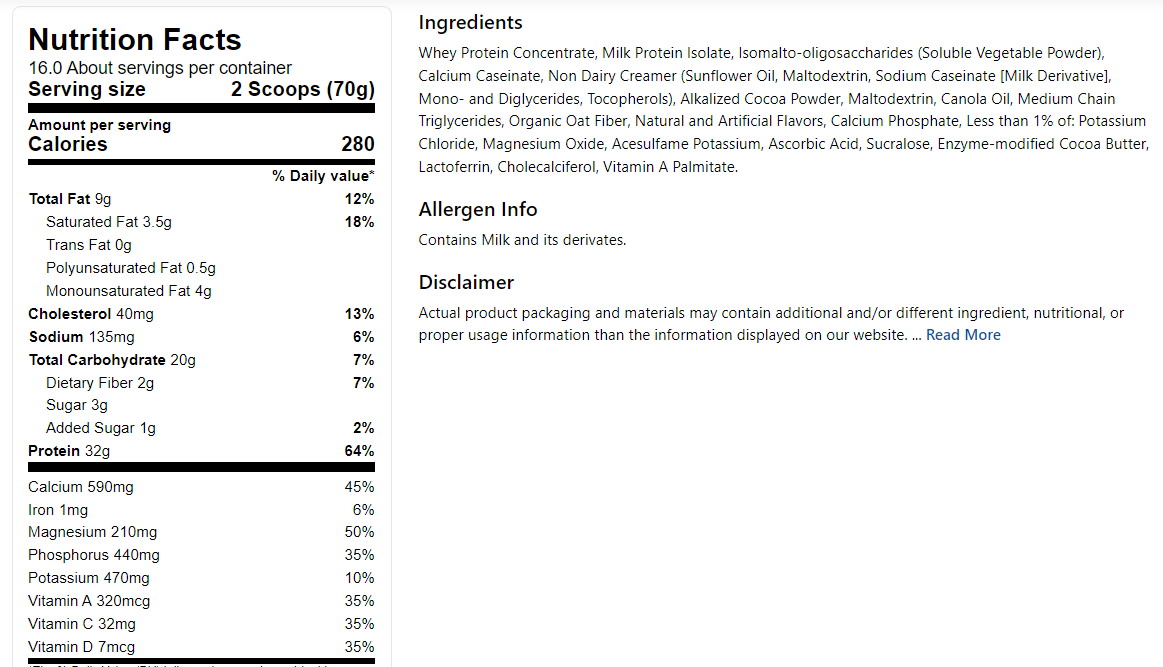 Nutrition Facts
16.0 About servings per container
Serving size 2 Scoops (70g)
Amount per serving
Calories 280
% Daily value*
Total Fat 9g 12%
Saturated Fat 3.5g 18%
Trans Fat 0g
Polyunsaturated Fat 0.5g
Monounsaturated Fat 4g
Cholesterol 40mg 13%
Sodium 135mg 6%
Total Carbohydrate 20g 7%
Dietary Fiber 2g 7%
Sugar 3g
Added Sugar 1g 2%
Protein 32g 64%
Calcium 590mg 45%
Iron 1mg 6%
Magnesium 210mg 50%
Phosphorus 440mg 35%
Potassium 470mg 10%
Vitamin A 320mcg 35%
Vitamin C 32mg 35%
Vitamin D 7mcg 35%
Ingredients
Whey Protein Concentrate, Milk Protein Isolate, Isomalto-oligosaccharides (Soluble Vegetable Powder),
Calcium Caseinate, Non Dairy Creamer (Sunflower Oil, Maltodextrin, Sodium Caseinate [Milk Derivative],
Mono- and Diglycerides, Tocopherols), Alkalized Cocoa Powder, Maltodextrin, Canola Oil, Medium Chain
Triglycerides, Organic Oat Fiber, Natural and Artificial Flavors, Calcium Phosphate, Less than 1% of: Potassium
Chloride, Magnesium Oxide, Acesulfame Potassium, Ascorbic Acid, Sucralose, Enzyme-modified Cocoa Butter,
Lactoferrin, Cholecalciferol, Vitamin A Palmitate.
Allergen Info
Contains Milk and its derivates.
Disclaimer
Actual product packaging and materials may contain additional and/or different ingredient, nutritional, or
proper usage information than the information displayed on our website. ... Read More